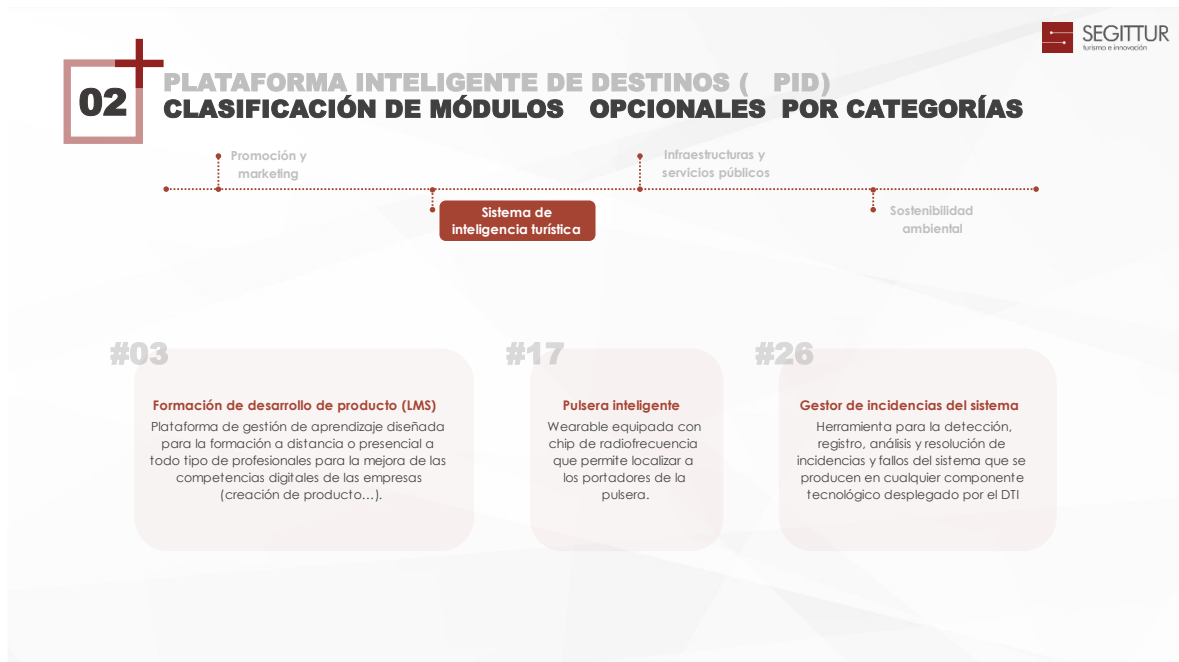 SEGITTUR
turismo e innovación
02
PLATAFORMA INTELIGENTE DE DESTINOS ( PID)
CLASIFICACIÓN DE MÓDULOS OPCIONALES POR CATEGORÍAS
Promoción y
marketing
Infraestructuras y
servicios públicos
Sistema de
inteligencia turística
Sostenibilidad
ambiental
#03
Formación de desarrollo de producto (LMS)
Plataforma de gestión de aprendizaje diseñada
para la formación a distancia o presencial a
todo tipo de profesionales para la mejora de las
competencias digitales de las empresas
(creación de producto…).
#17
Pulsera inteligente
Wearable equipada con
chip de radiofrecuencia
que permite localizar a
los portadores de la
pulsera.
#26
Gestor de incidencias del sistema
Herramienta para la detección,
registro, análisis y resolución de
incidencias y fallos del sistema que se
producen en cualquier componente
tecnológico desplegado por el DTI